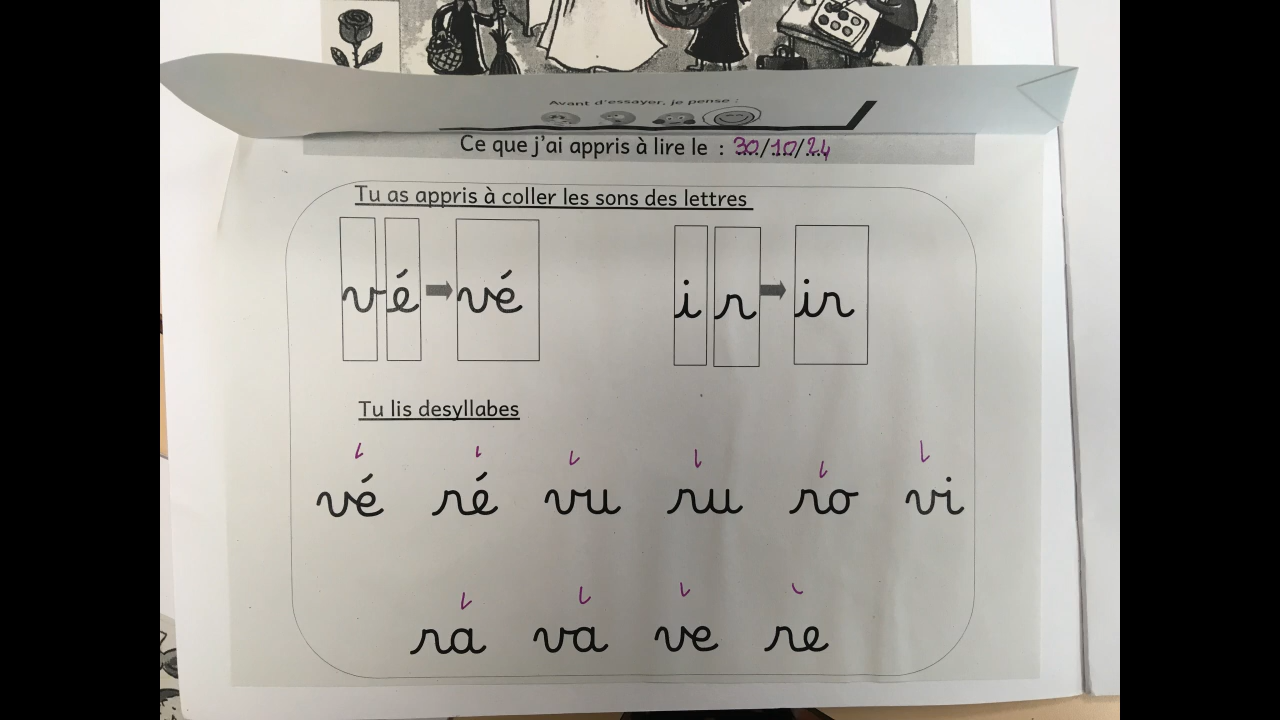 Avant d'essayer, je pense :
Ce que j'ai appris à lire le : 30/10/24
Tu as appris à coller les sons des lettres
v é vé i r ir
Tu lis desyllabes
vé ré vu ru ro vi
ra va ve re